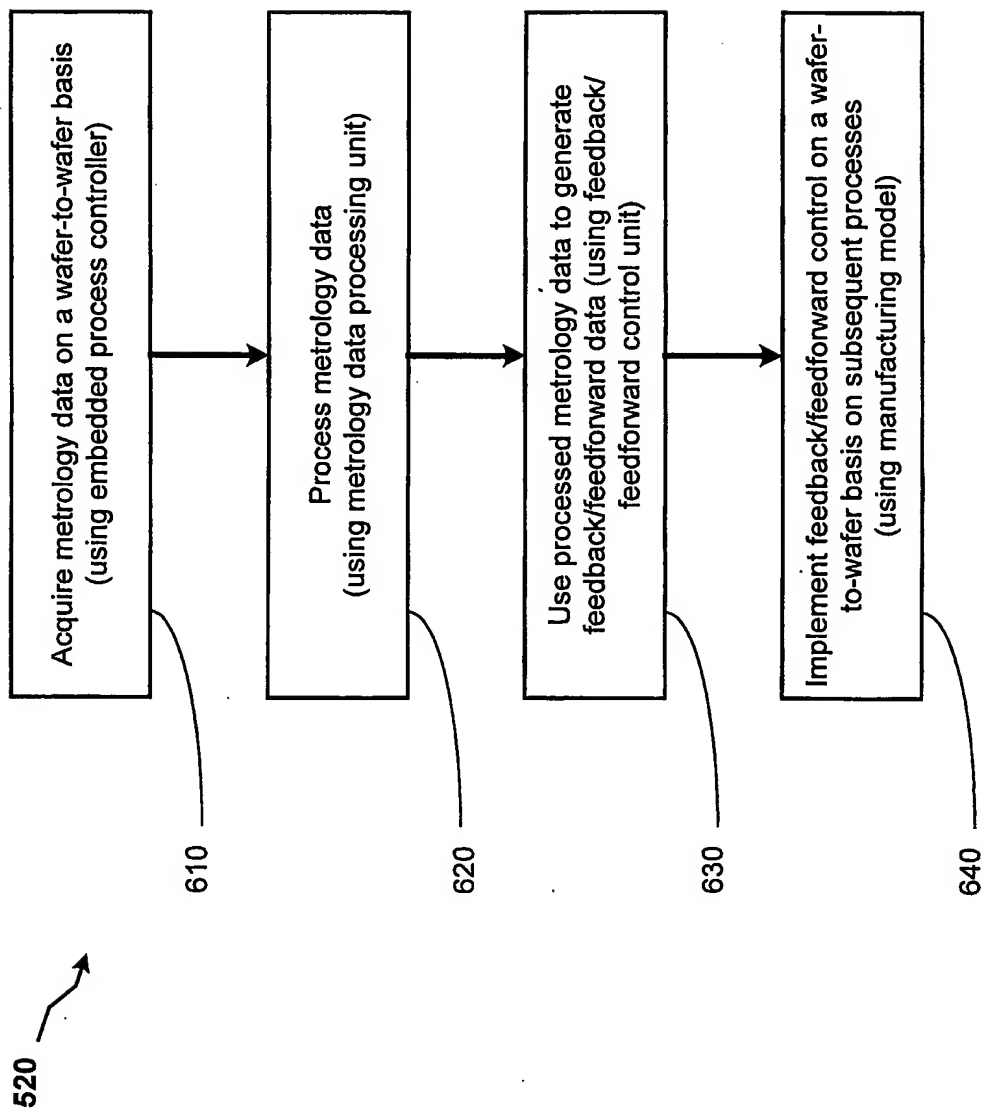 520
Acquire metrology data on a wafer-to-wafer basis
(using embedded process controller)
610
Process metrology data
(using metrology data processing unit)
620
Use processed metrology data to generate
feedback/feedforward data (using feedback/
feedforward control unit)
630
Implement feedback/feedforward control on a wafer-
to-wafer basis on subsequent processes
(using manufacturing model)
640